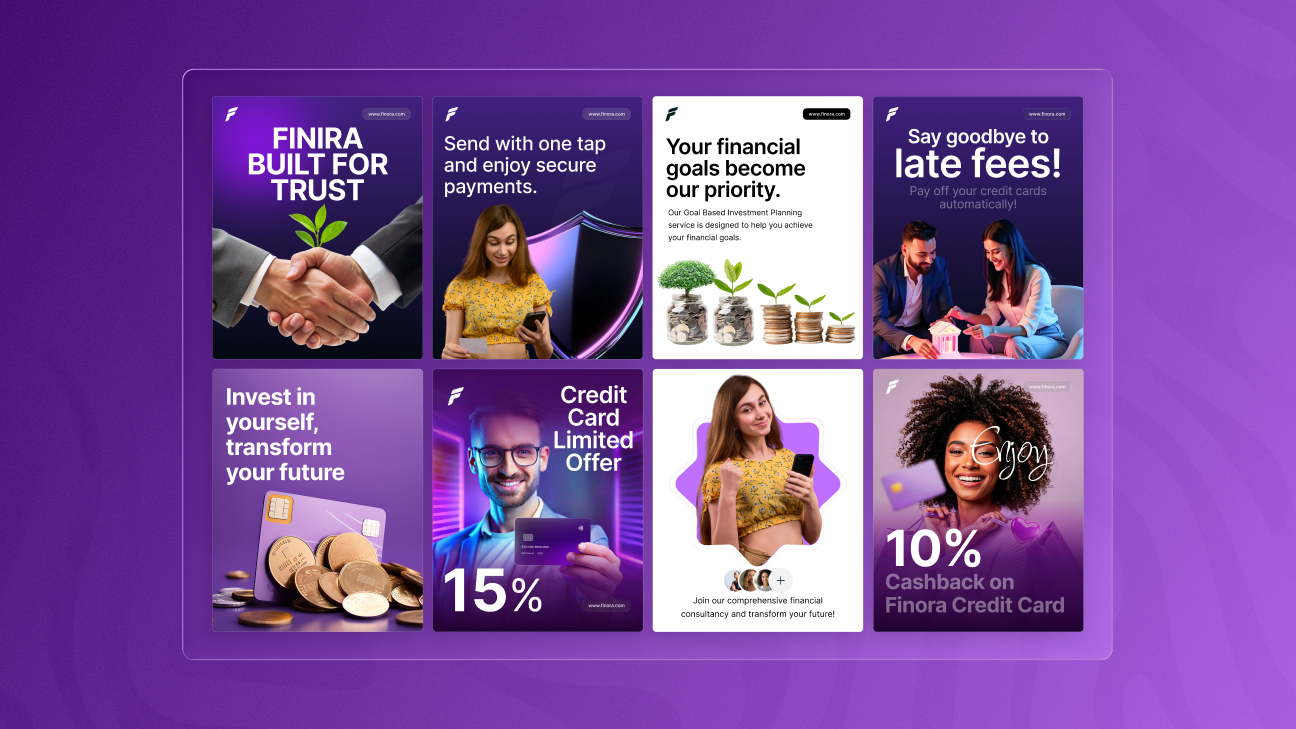 www.finora.com
FINIRA
BUILT FOR
TRUST
www.finora.com
Send with one tap
and enjoy secure
payments.
www.finora.com
Your financial
goals become
our priority.
Our Goal Based Investment Planning
service is designed to help you achieve
your financial goals.
www.finora.com
Say goodbye to
late fees!
Pay off your credit cards
automatically!
Invest in
yourself,
transform
your future
Credit
Card
Limited
Offer
15%
www.finora.com
Join our comprehensive financial
consultancy and transform your future!
www.finora.com
Enjoy
10%
Cashback on
Finora Credit Card